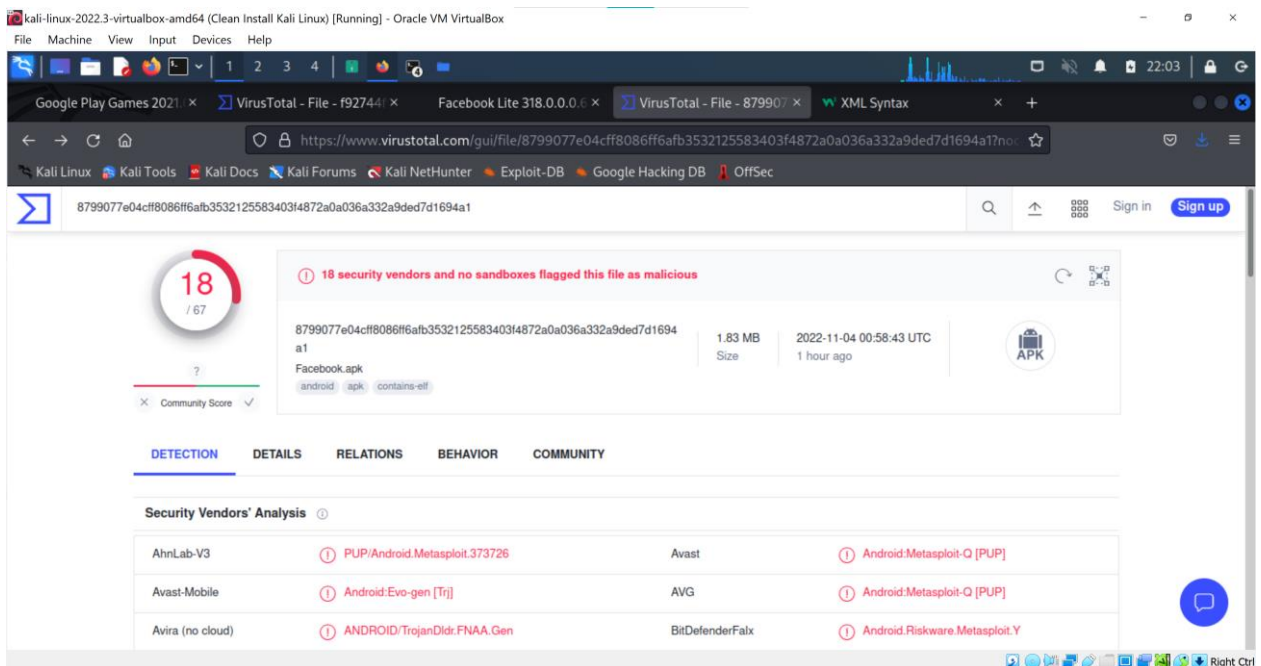 kali-linux-2022.3-virtualbox-amd64 (Clean Install Kali Linux) [Running] - Oracle VM VirtualBox
File Machine View Input Devices Help
1 2 3 4 22:03
Google Play Games 2021. VirusTotal - File - f92744f Facebook Lite 318.0.0.0.6 VirusTotal - File - 879907 XML Syntax
https://www.virustotal.com/gui/file/8799077e04cff8086ff6afb3532125583403f4872a0a036a332a9ded7d1694a1?noc
Kali Linux Kali Tools Kali Docs Kali Forums Kali NetHunter Exploit-DB Google Hacking DB OffSec
8799077e04cff8086ff6afb3532125583403f4872a0a036a332a9ded7d1694a1 Sign in Sign up
18
/ 67
18 security vendors and no sandboxes flagged this file as malicious
8799077e04cff8086ff6afb3532125583403f4872a0a036a332a9ded7d1694
a1
Facebook.apk
android apk contains-elf
1.83 MB
Size
2022-11-04 00:58:43 UTC
1 hour ago
APK
?
Community Score
DETECTION DETAILS RELATIONS BEHAVIOR COMMUNITY
Security Vendors' Analysis
AhnLab-V3 PUP/Android.Metasploit.373726 Avast Android:Metasploit-Q [PUP]
Avast-Mobile Android:Evo-gen [Trj] AVG Android:Metasploit-Q [PUP]
Avira (no cloud) ANDROID/TrojanDldr.FNAA.Gen BitDefenderFalx Android.Riskware.Metasploit.Y
Right Ctrl